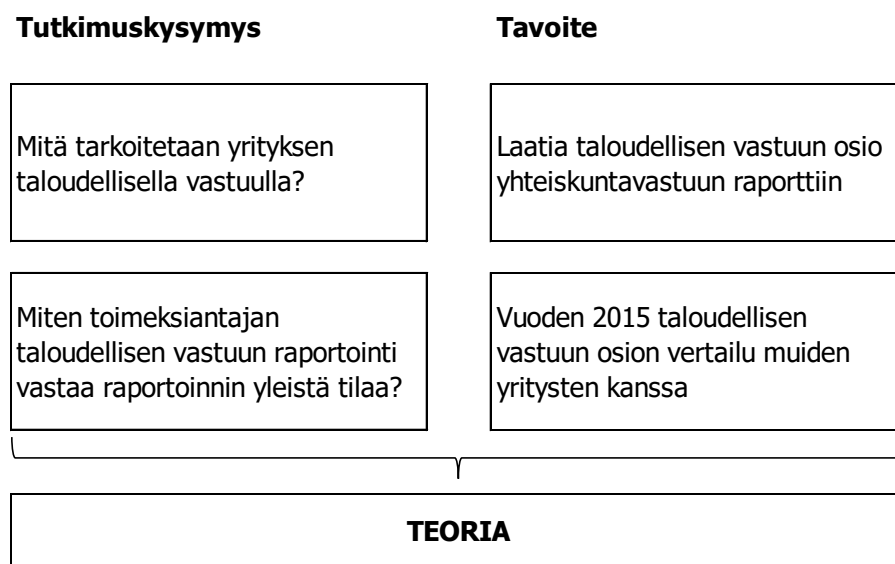 Tutkimuskysymys
Tavoite
Mitä tarkoitetaan yrityksen
taloudellisella vastuulla?
Laatia taloudellisen vastuun osio
yhteiskuntavastuun raporttiin
Miten toimeksiantajan
taloudellisen vastuun raportointi
vastaa raportoinnin yleistä tilaa?
Vuoden 2015 taloudellisen
vastuun osion vertailu muiden
yritysten kanssa
TEORIA